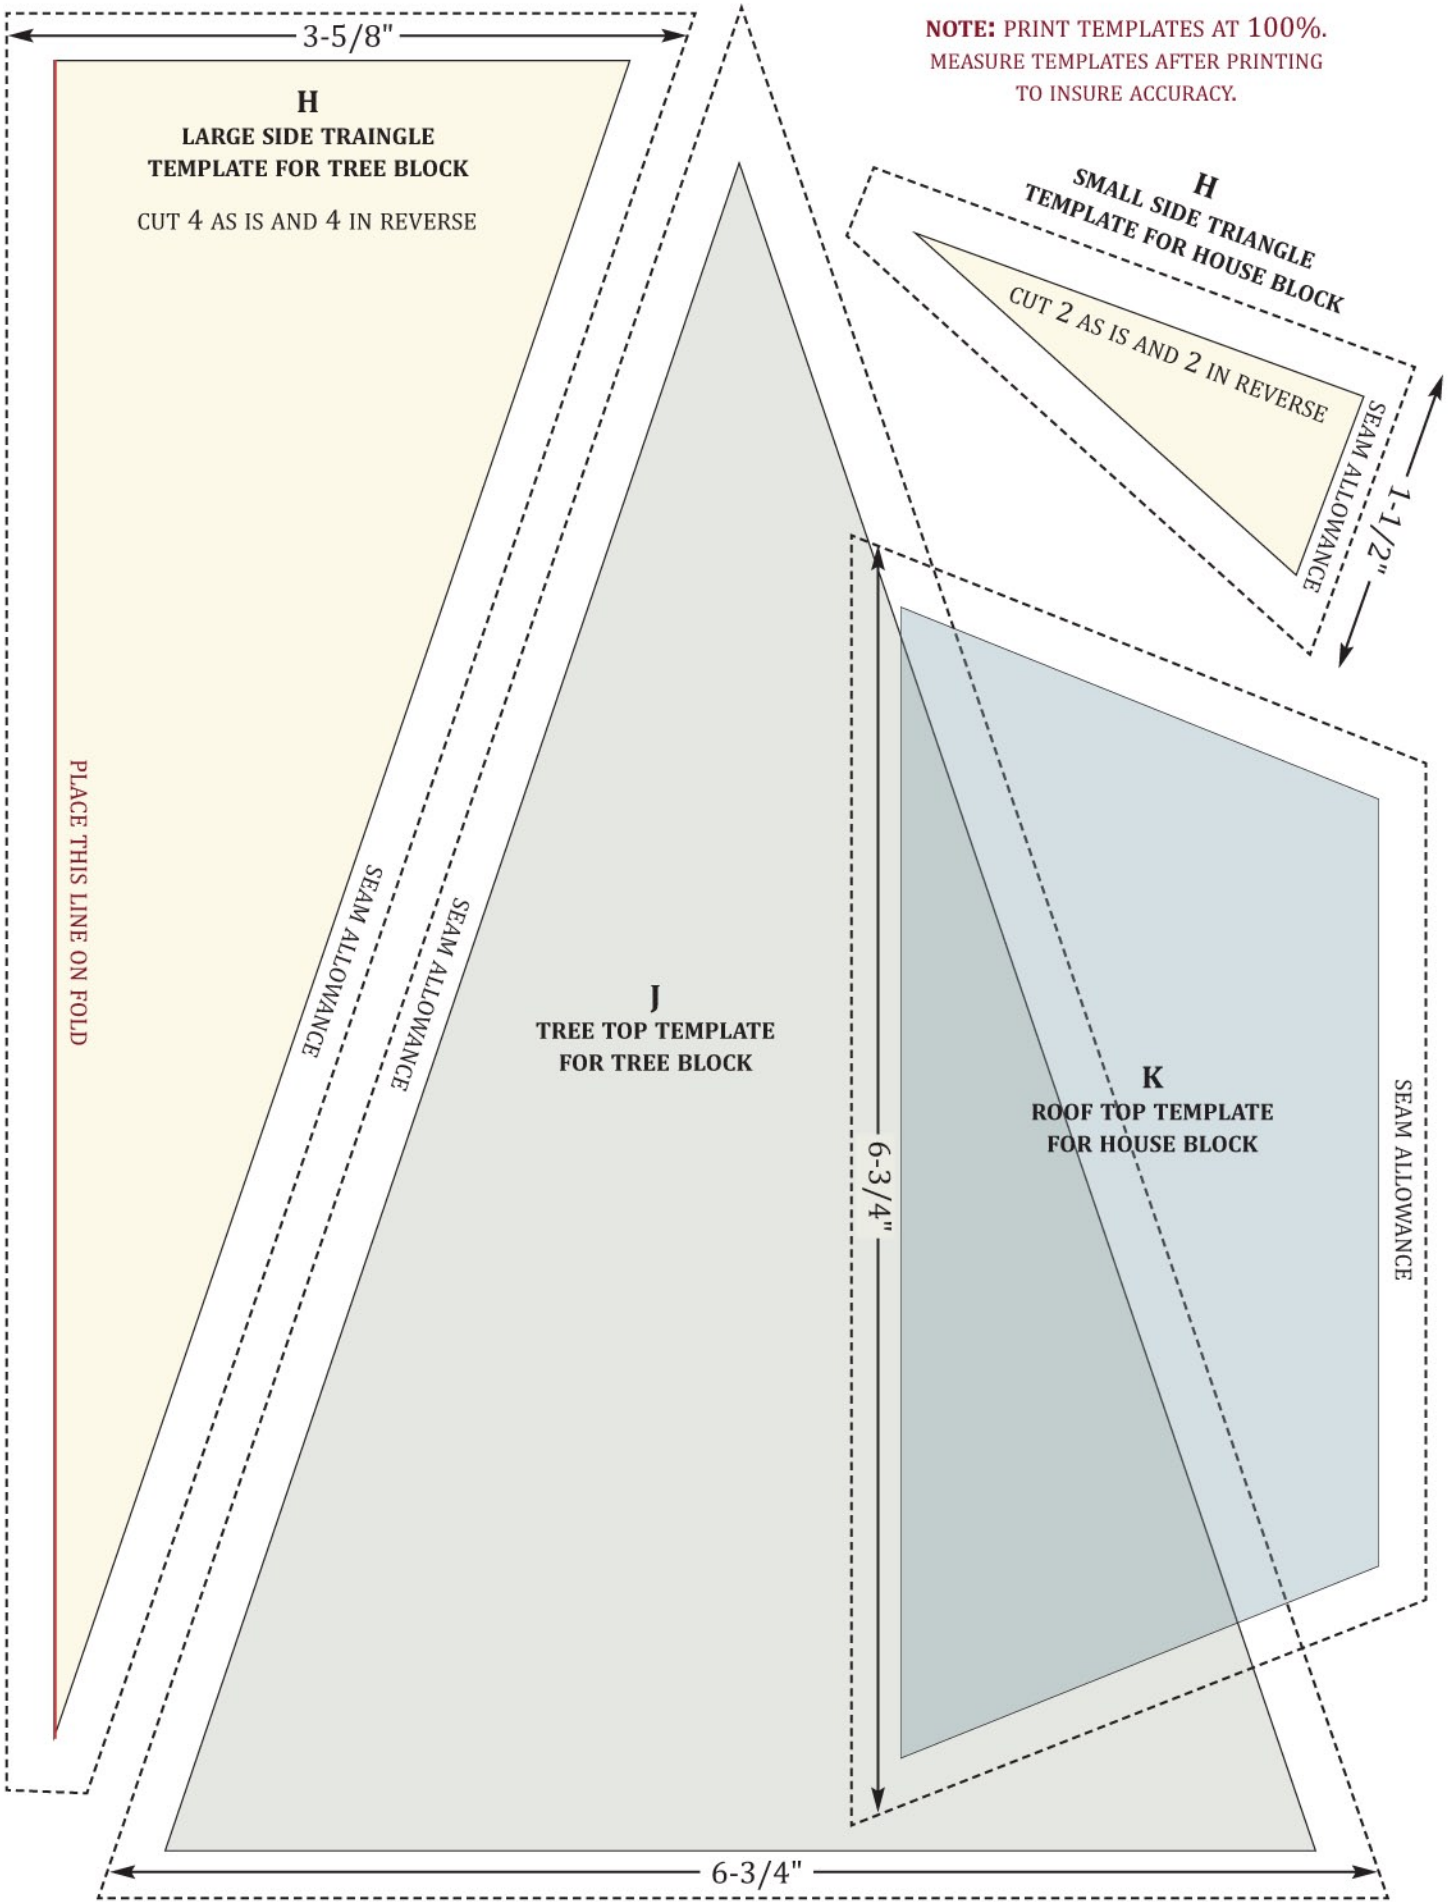 3-5/8"
H
LARGE SIDE TRAINGLE
TEMPLATE FOR TREE BLOCK
CUT 4 AS IS AND 4 IN REVERSE
PLACE THIS LINE ON FOLD
SEAM ALLOWANCE
SEAM ALLOWANCE
J
TREE TOP TEMPLATE
FOR TREE BLOCK
6-3/4"
NOTE: PRINT TEMPLATES AT 100%.
MEASURE TEMPLATES AFTER PRINTING
TO INSURE ACCURACY.
H
SMALL SIDE TRIANGLE
TEMPLATE FOR HOUSE BLOCK
CUT 2 AS IS AND 2 IN REVERSE
SEAM ALLOWANCE
1-1/2"
6-3/4"
K
ROOF TOP TEMPLATE
FOR HOUSE BLOCK
SEAM ALLOWANCE